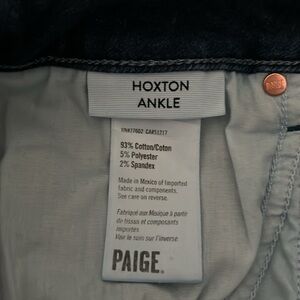 HOXTON
ANKLE
93% Cotton/Coton
5% Polyester
2% Spandex
Made in Mexico of imported
fabric and components.
See care on reverse.
Fabriqué aux Mexique à partir
de tissus et composants
importés
Voir le soin sur l'inverse
PAIGE.